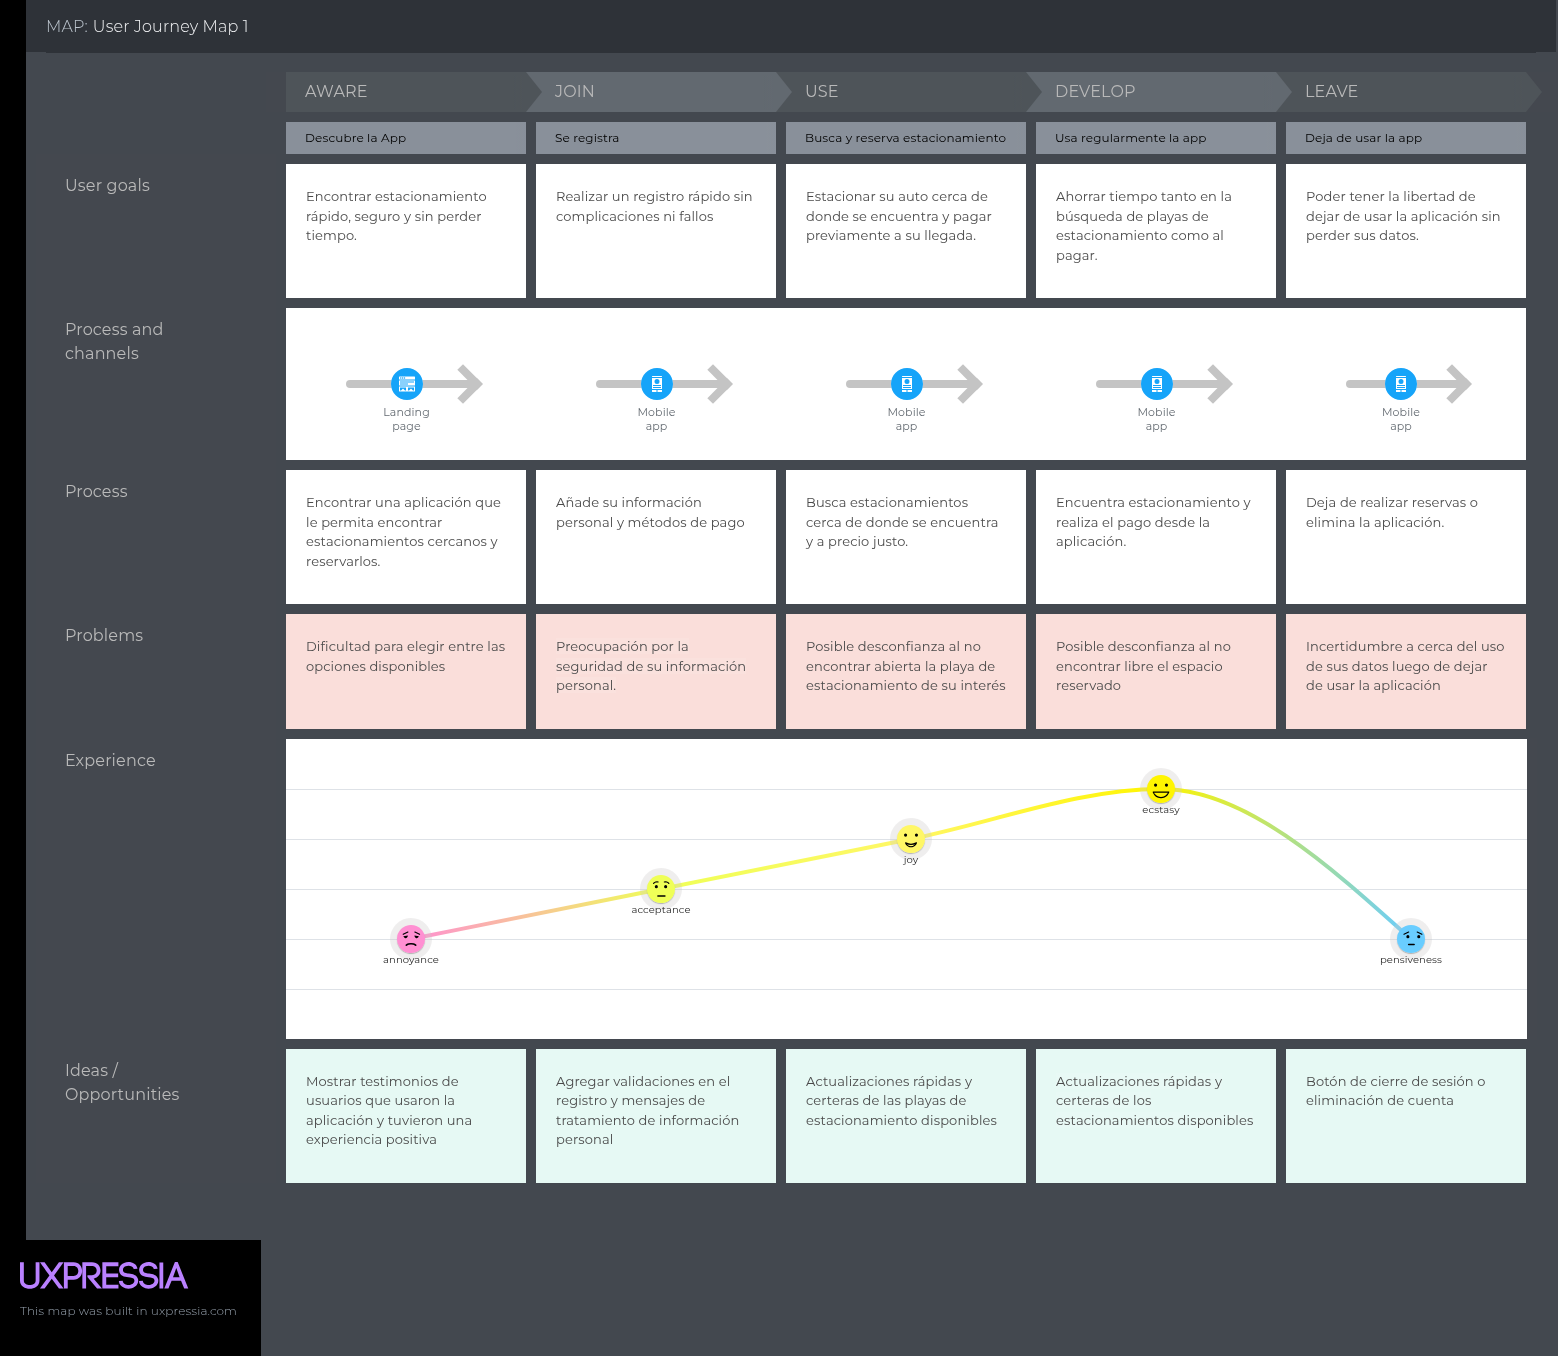 MAP: User Journey Map 1
AWARE
JOIN
USE
DEVELOP
LEAVE
Descubre la App
Se registra
Busca y reserva estacionamiento
Usa regularmente la app
Deja de usar la app
User goals
Encontrar estacionamiento
rápido, seguro y sin perder
tiempo.
Realizar un registro rápido sin
complicaciones ni fallos
Estacionar su auto cerca de
donde se encuentra y pagar
previamente a su llegada.
Ahorrar tiempo tanto en la
búsqueda de playas de
estacionamiento como al
pagar.
Poder tener la libertad de
dejar de usar la aplicación sin
perder sus datos.
Process and
channels
Landing
page
Mobile
app
Mobile
app
Mobile
app
Mobile
app
Process
Encontrar una aplicación que
le permita encontrar
estacionamientos cercanos y
reservarlos.
Añade su información
personal y métodos de pago
Busca estacionamientos
cerca de donde se encuentra
y a precio justo.
Encuentra estacionamiento y
realiza el pago desde la
aplicación.
Deja de realizar reservas o
elimina la aplicación.
Problems
Dificultad para elegir entre las
opciones disponibles
Preocupación por la
seguridad de su información
personal.
Posible desconfianza al no
encontrar abierta la playa de
estacionamiento de su interés
Posible desconfianza al no
encontrar libre el espacio
reservado
Incertidumbre a cerca del uso
de sus datos luego de dejar
de usar la aplicación
Experience
annoyance
acceptance
joy
ecstasy
pensiveness
Ideas /
Opportunities
Mostrar testimonios de
usuarios que usaron la
aplicación y tuvieron una
experiencia positiva
Agregar validaciones en el
registro y mensajes de
tratamiento de información
personal
Actualizaciones rápidas y
certeras de las playas de
estacionamiento disponibles
Actualizaciones rápidas y
certeras de los
estacionamientos disponibles
Botón de cierre de sesión o
eliminación de cuenta
UXPRESSIA
This map was built in uxpressia.com